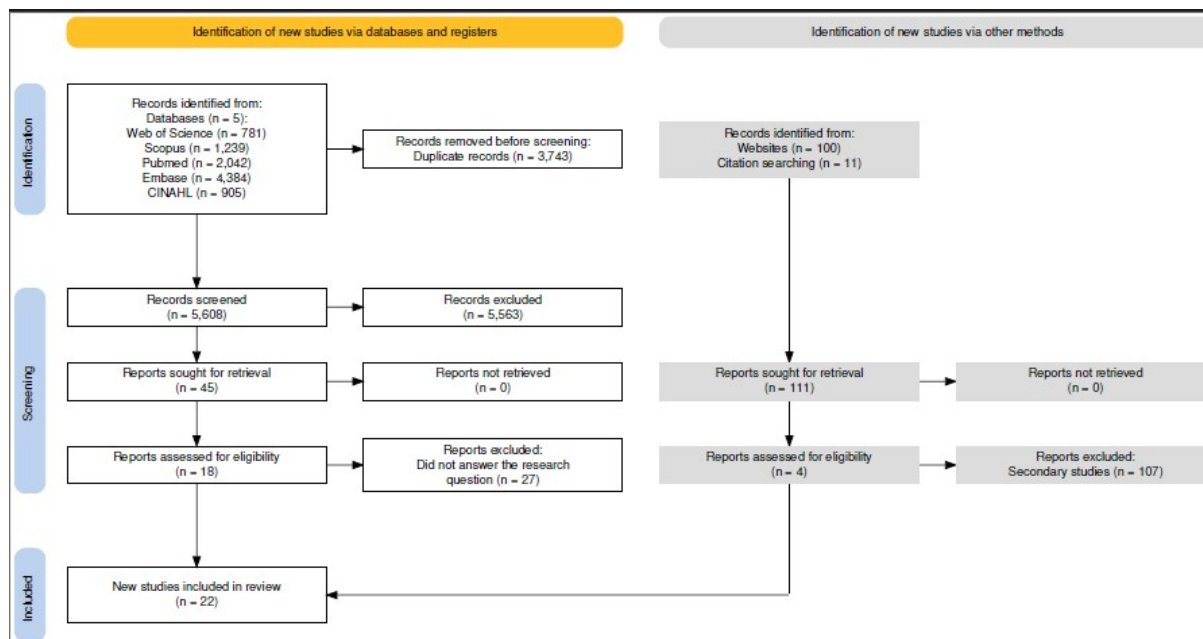 Identification of new studies via databases and registers
Identification of new studies via other methods
Identification
Records identified from:
Databases (n = 5):
Web of Science (n = 781)
Scopus (n = 1,239)
Pubmed (n = 2,042)
Embase (n = 4,384)
CINAHL (n = 905)
Records removed before screening:
Duplicate records (n = 3,743)
Records identified from:
Websites (n = 100)
Citation searching (n = 11)
Screening
Records screened
(n = 5,608)
Records excluded
(n = 5,563)
Reports sought for retrieval
(n = 45)
Reports not retrieved
(n = 0)
Reports sought for retrieval
(n = 111)
Reports not retrieved
(n = 0)
Reports assessed for eligibility
(n = 18)
Reports excluded:
Did not answer the research
question (n = 27)
Reports assessed for eligibility
(n = 4)
Reports excluded:
Secondary studies (n = 107)
Included
New studies included in review
(n = 22)